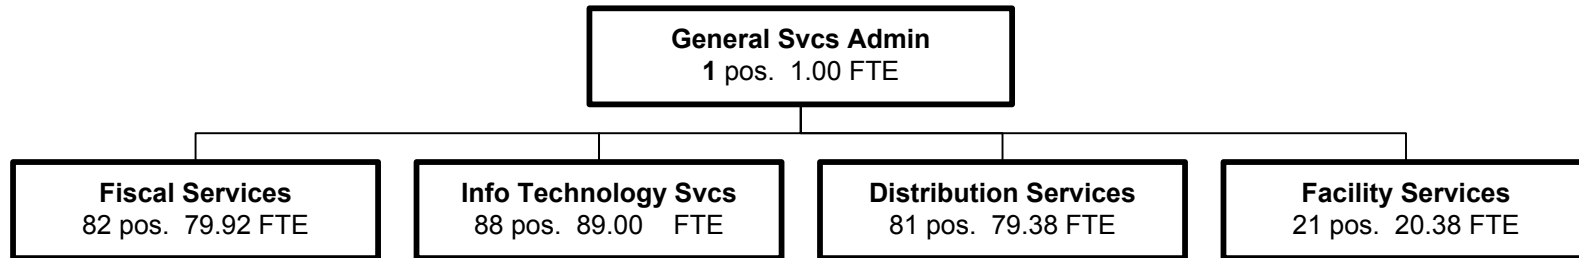 General Svcs Admin
1 pos. 1.00 FTE
Fiscal Services
82 pos. 79.92 FTE
Info Technology Svcs
88 pos. 89.00 FTE
Distribution Services
81 pos. 79.38 FTE
Facility Services
21 pos. 20.38 FTE